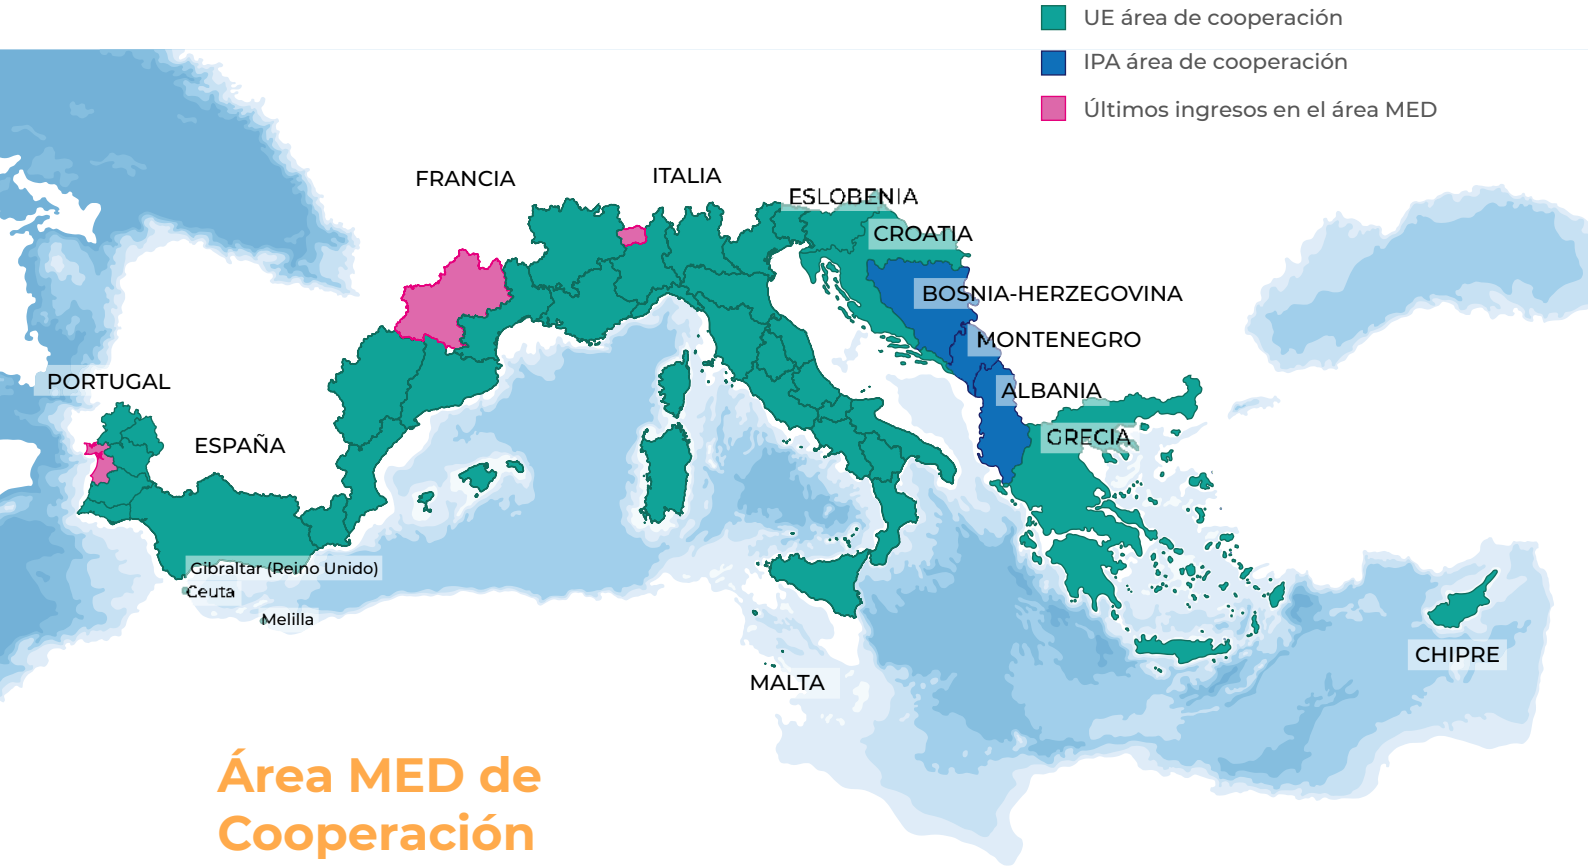 UE área de cooperación
IPA área de cooperación
Últimos ingresos en el área MED
FRANCIA
ITALIA
ESLOBENIA
CROATIA
BOSNIA-HERZEGOVINA
MONTENEGRO
PORTUGAL
ALBANIA
ESPAÑA
GRECIA
Gibraltar (Reino Unido)
Ceuta
Melilla
CHIPRE
MALTA
Área MED de
Cooperación